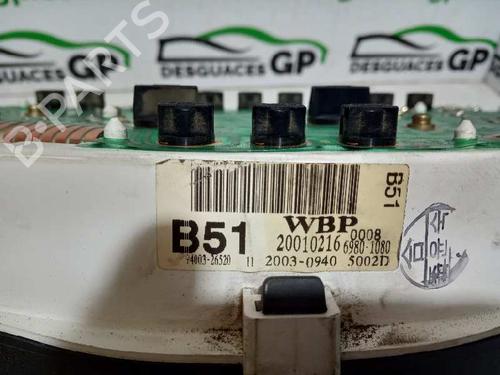 GP
DESGUACES
DESGUACES GP
DESGUACES GP
B-PARTS
B51
WBP
B51
20010216
0008
6980-1080
94003-26520
11 2003-0940 5002D